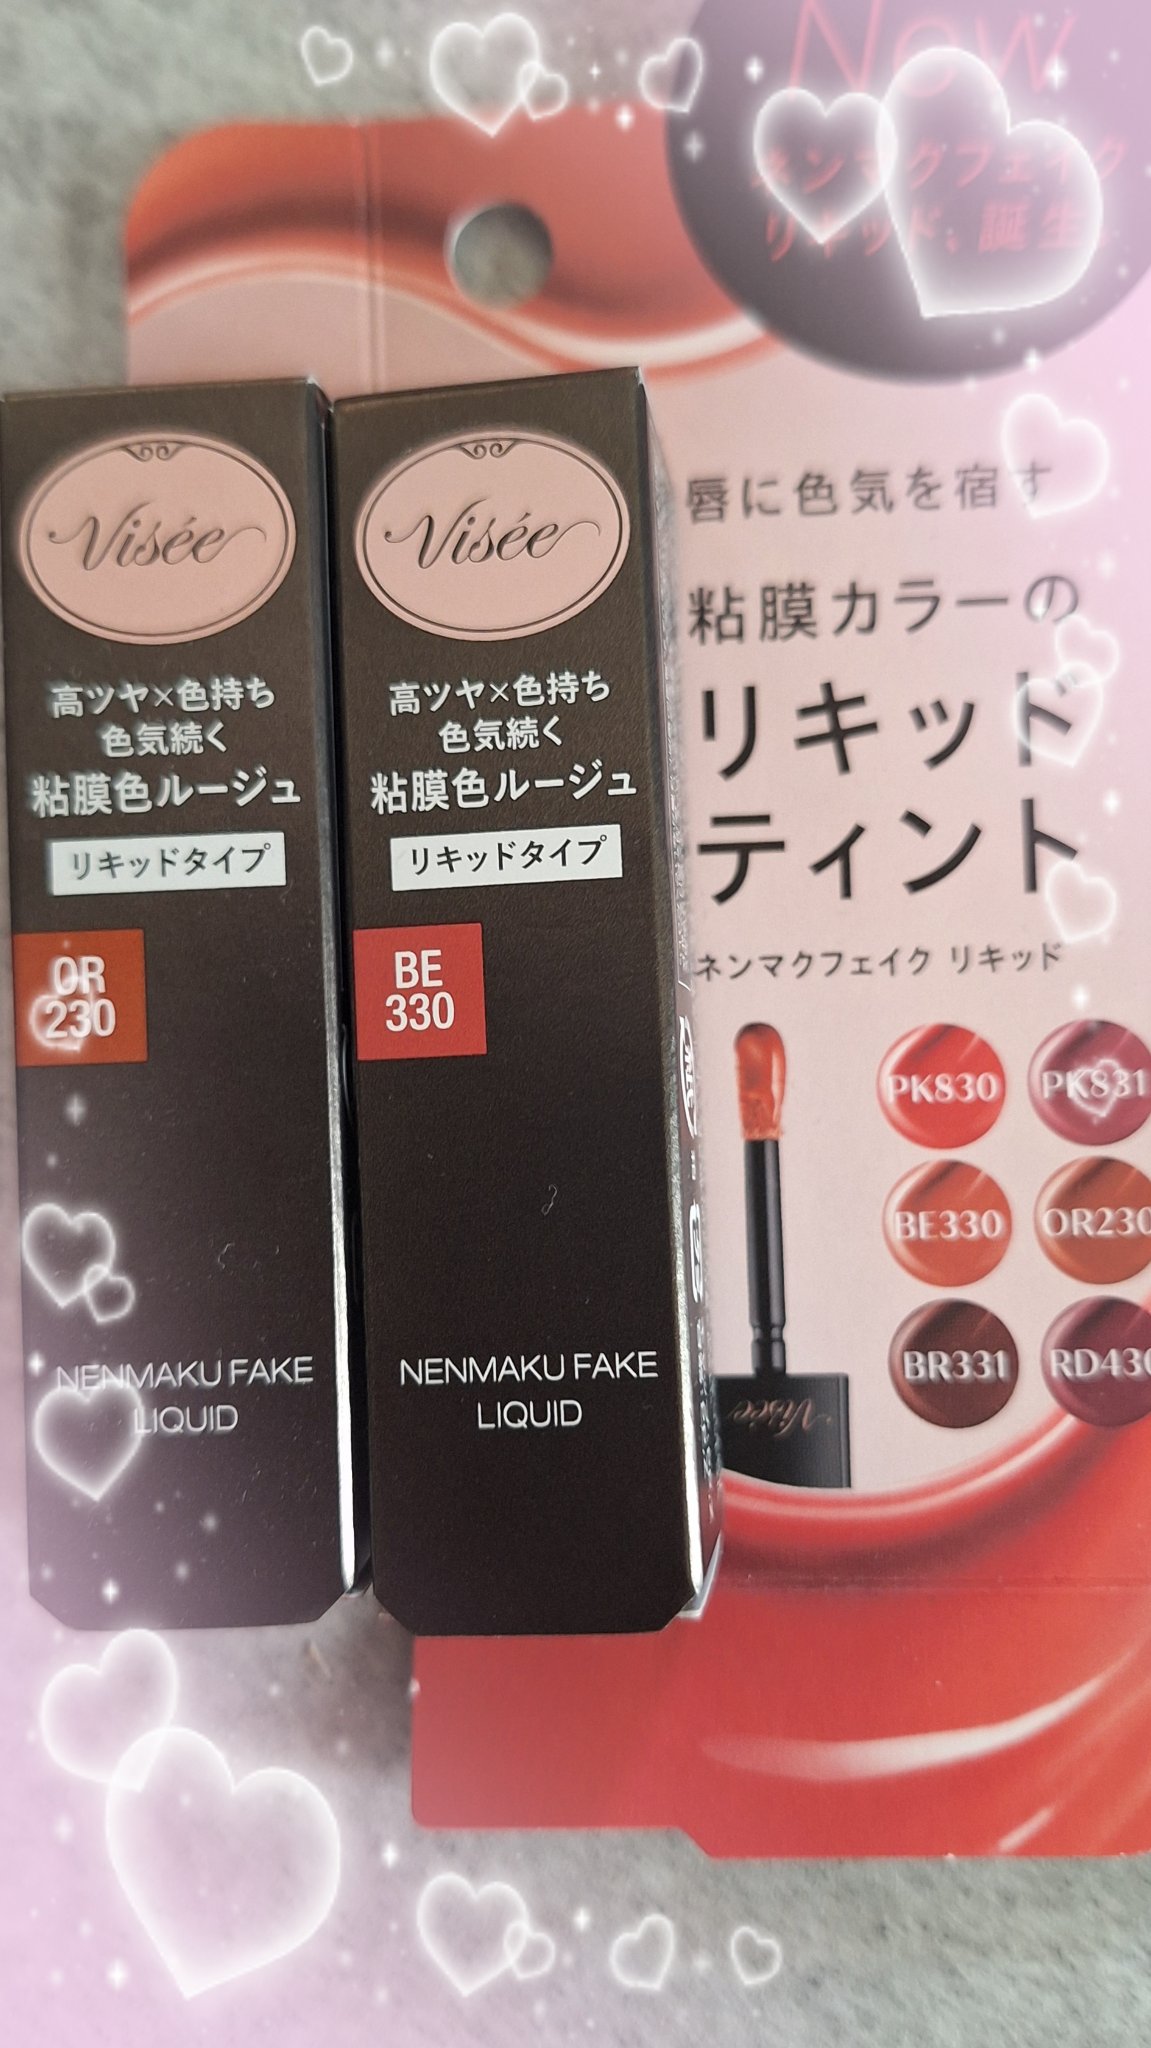 New
ネンマクフェイク
リキッド、誕生。
唇に色気を宿す
粘膜カラーの
リキッド
ティント
ネンマクフェイク リキッド
PK830
PK831
BE330
OR230
BR331
RD430
Visée
Visée
高ツヤ×色持ち
色気続く
粘膜色ルージュ
リキッドタイプ
OR
230
NENMAKU FAKE
LIQUID
Visée
高ツヤ×色持ち
色気続く
粘膜色ルージュ
リキッドタイプ
BE
330
NENMAKU FAKE
LIQUID